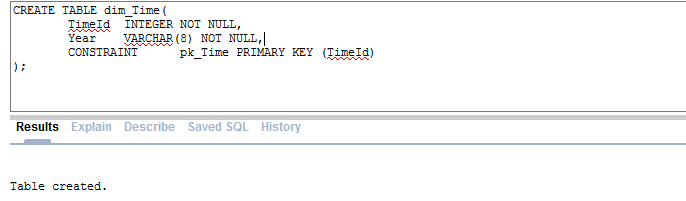 CREATE TABLE dim_Time(
TimeId INTEGER NOT NULL,
Year VARCHAR(8) NOT NULL,
CONSTRAINT pk_Time PRIMARY KEY (TimeId)
);
Results Explain Describe Saved SQL History
Table created.